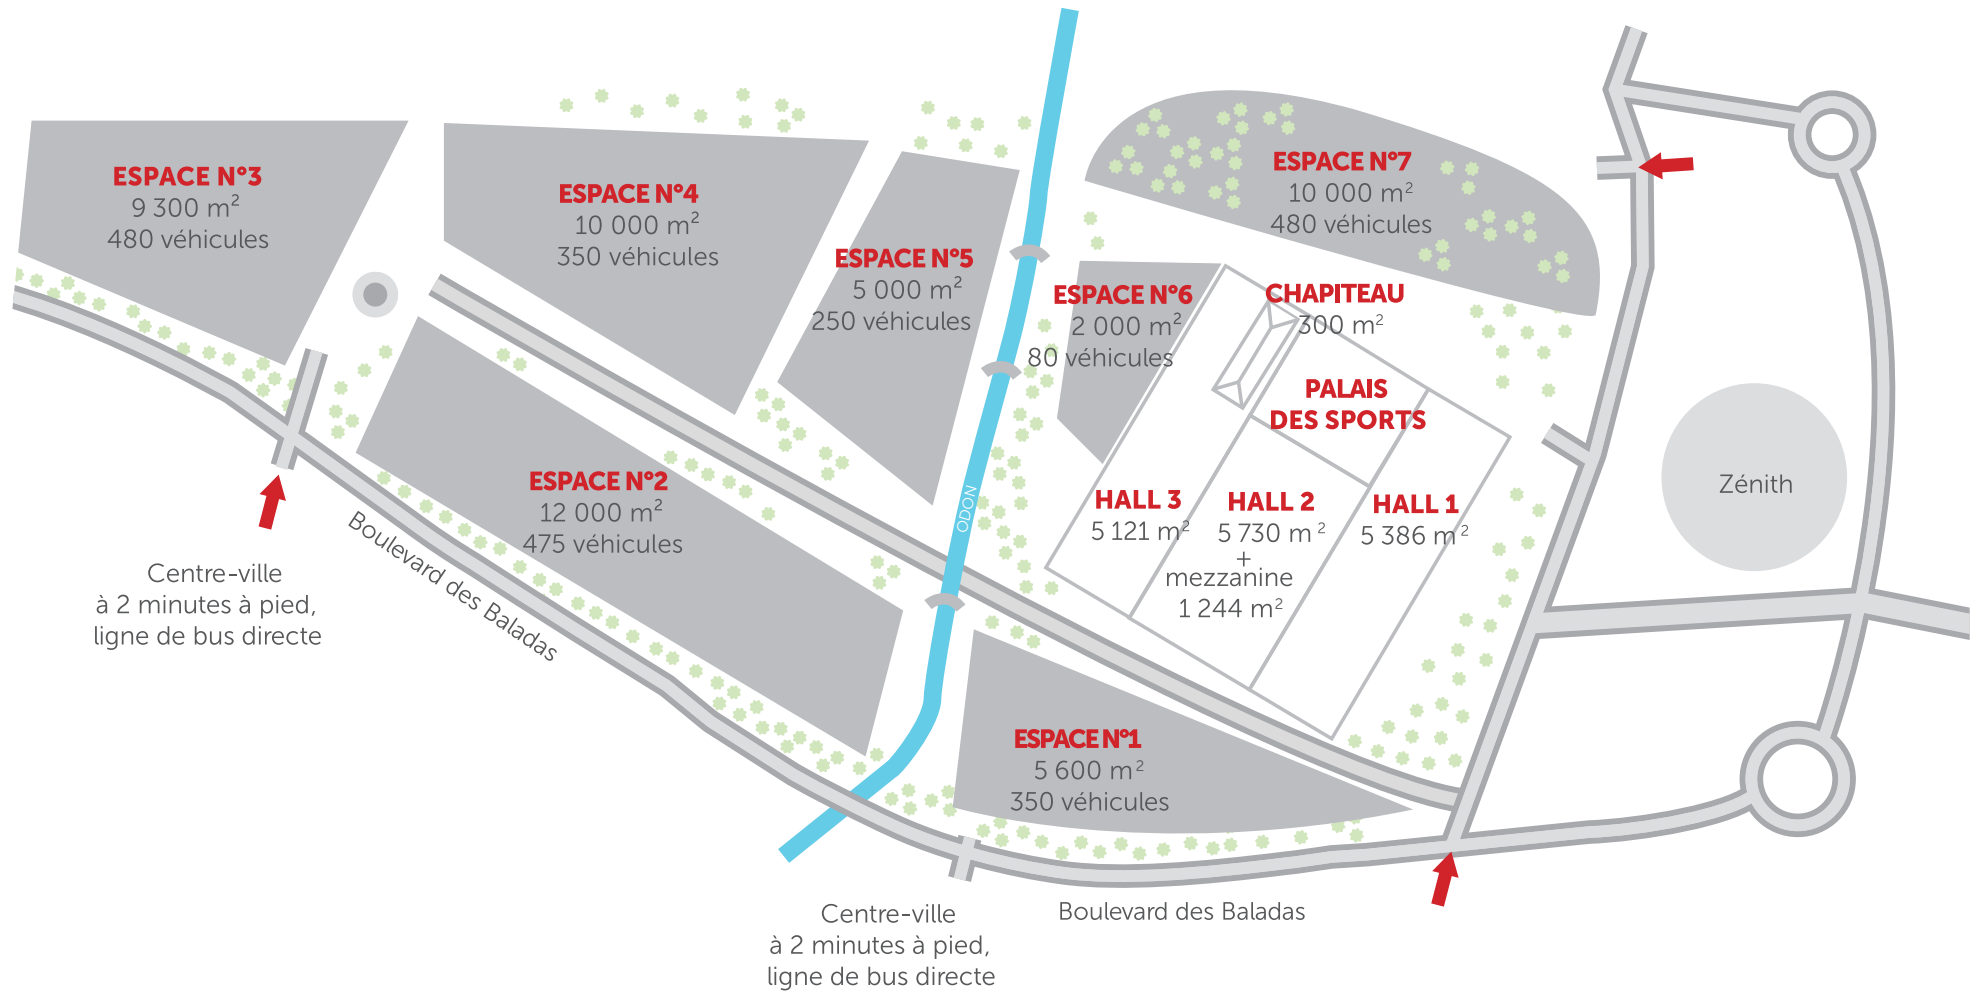 ESPACE N°3
9 300 m²
480 véhicules
ESPACE N°4
10 000 m²
350 véhicules
ESPACE N°5
5 000 m²
250 véhicules
ESPACE N°7
10 000 m²
480 véhicules
ESPACE N°6
2 000 m²
80 véhicules
CHAPITEAU
300 m²
PALAIS
DES SPORTS
HALL 3
5 121 m²
HALL 2
5 730 m²
+
mezzanine
1 244 m²
HALL 1
5 386 m²
Zénith
ODON
ESPACE N°2
12 000 m²
475 véhicules
Boulevard des Baladas
Centre-ville
à 2 minutes à pied,
ligne de bus directe
ESPACE N°1
5 600 m²
350 véhicules
Centre-ville
à 2 minutes à pied,
ligne de bus directe
Boulevard des Baladas